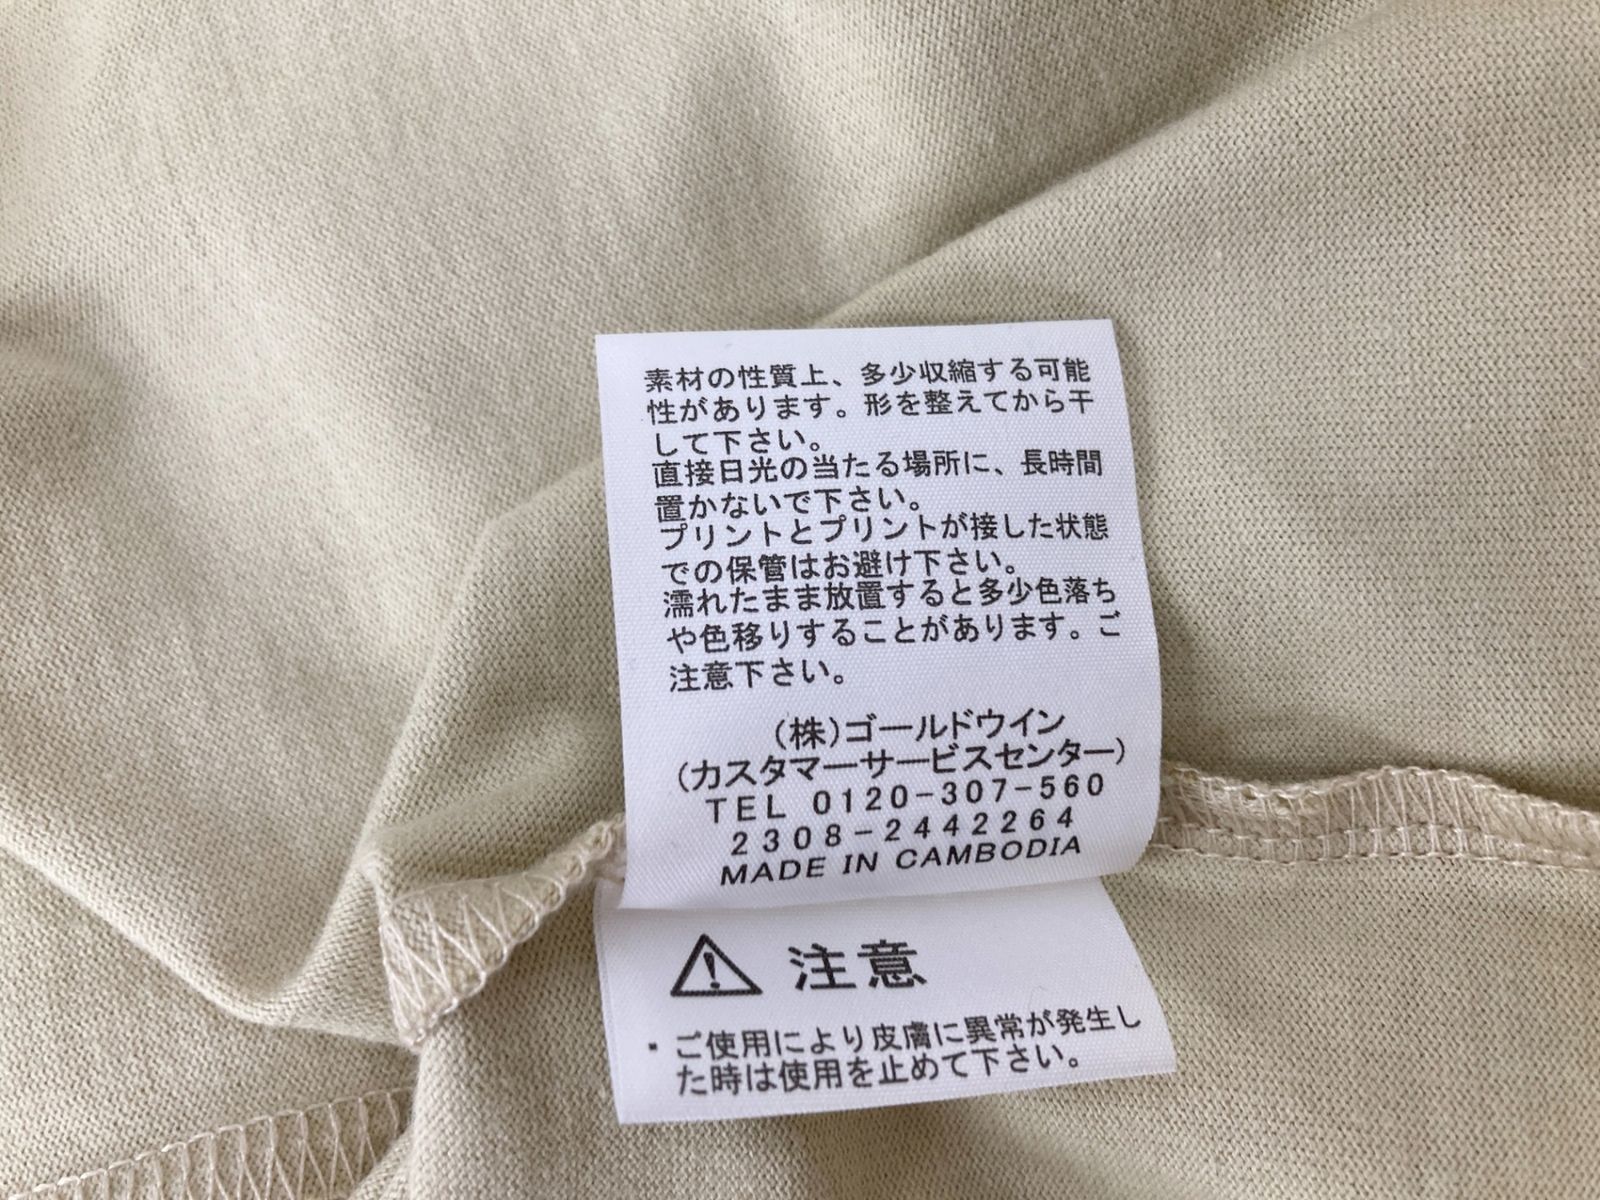 素材の性質上、多少収縮する可能
性があります。形を整えてから干
して下さい。
直接日光の当たる場所に、長時間
置かないで下さい。
プリントとプリントが接した状態
での保管はお避け下さい。
濡れたまま放置すると多少色落ち
や色移りすることがあります。ご
注意下さい。
(株)ゴールドウイン
(カスタマーサービスセンター)
TEL 0120-307-560
2308-2442264
MADE IN CAMBODIA
注意
・ご使用により皮膚に異常が発生し
た時は使用を止めて下さい。